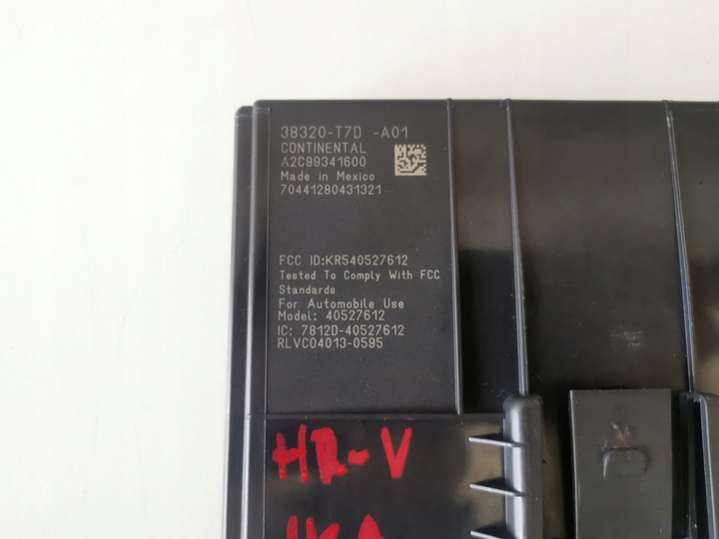 38320-T7D -A01
CONTINENTAL
A2C99341600
Made in Mexico
70441280431321
FCC ID:KR540527612
Tested To Comply With FCC
Standards
For Automobile Use
Model: 40527612
IC: 7812D-40527612
RLVC04013-0595
HR-V